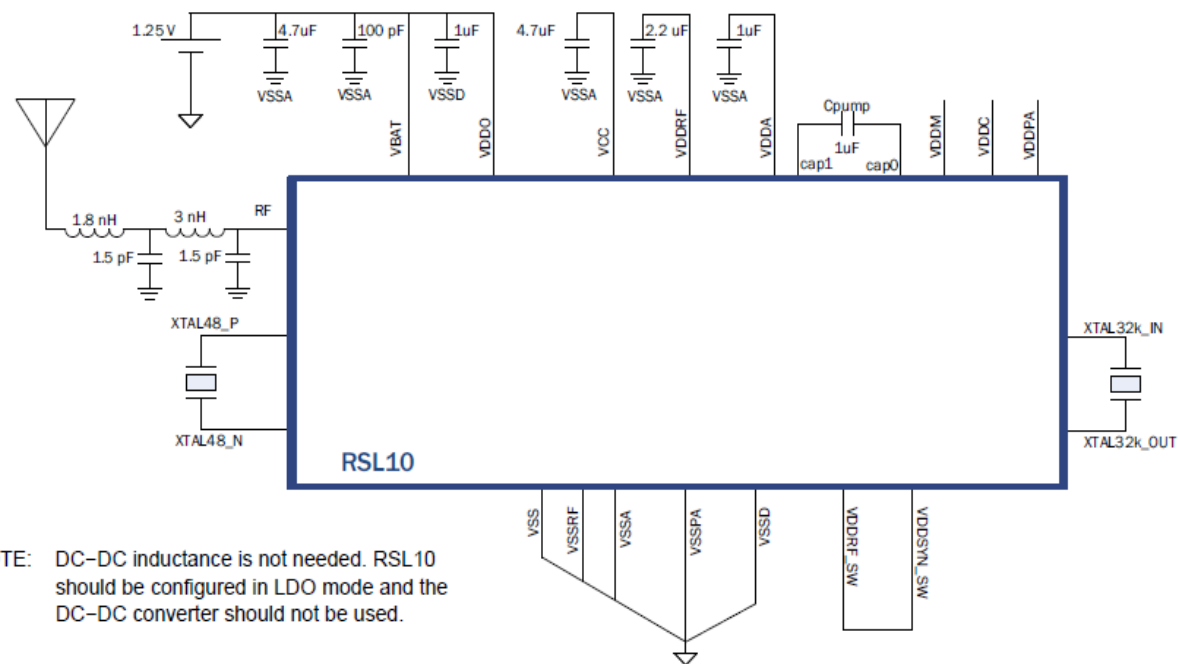 1.25 V
4.7uF
100 pF
1uF
4.7uF
2.2 uF
1uF
VSSA
VSSA
VSSD
VSSA
VSSA
VSSA
VBAT
VDDO
VCC
VDDRF
VDDA
Cpump
1uF
cap1
cap0
VDDM
VDDC
VDDPA
1.8 nH
3 nH
RF
1.5 pF
1.5 pF
XTAL48_P
XTAL48_N
XTAL32k_IN
XTAL32k_OUT
RSL10
VSS
VSSRF
VSSA
VSSPA
VSSD
VDDRF_SW
VDDSYN_SW
TE: DC–DC inductance is not needed. RSL10
should be configured in LDO mode and the
DC–DC converter should not be used.